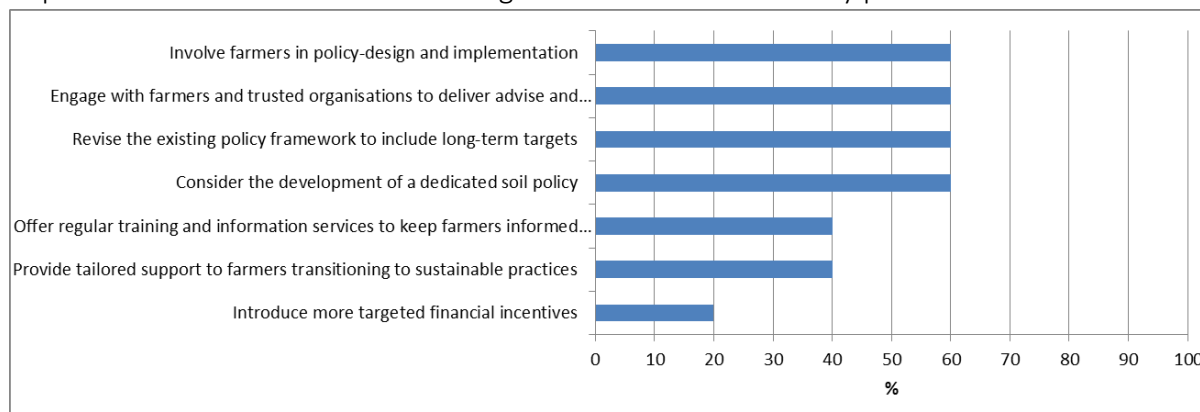 Involve farmers in policy-design and implementation
Engage with farmers and trusted organisations to deliver advise and...
Revise the existing policy framework to include long-term targets
Consider the development of a dedicated soil policy
Offer regular training and information services to keep farmers informed...
Provide tailored support to farmers transitioning to sustainable practices
Introduce more targeted financial incentives
0 10 20 30 40 50 60 70 80 90 100
%